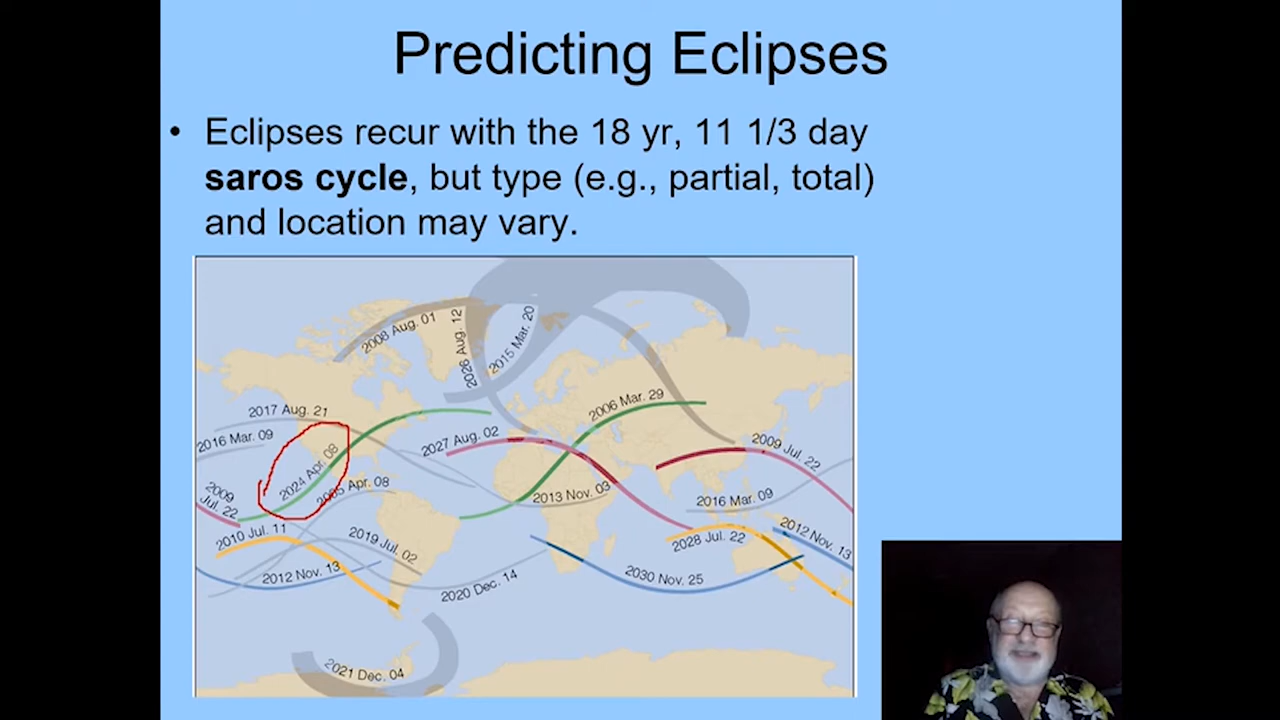 Predicting Eclipses
• Eclipses recur with the 18 yr, 11 1/3 day
saros cycle, but type (e.g., partial, total)
and location may vary.
2008 Aug. 01
2026 Aug. 12
2015 Mar. 20
2017 Aug. 21
2006 Mar. 29
2016 Mar. 09
2027 Aug. 02
2009 Jul. 22
2024 Apr. 08
2005 Apr. 08
2009
Jul. 22
2013 Nov. 03
2016 Mar. 09
2010 Jul. 11
2019 Jul. 02
2028 Jul. 22
2012 Nov. 13
2012 Nov. 13
2020 Dec. 14
2030 Nov. 25
2021 Dec. 04